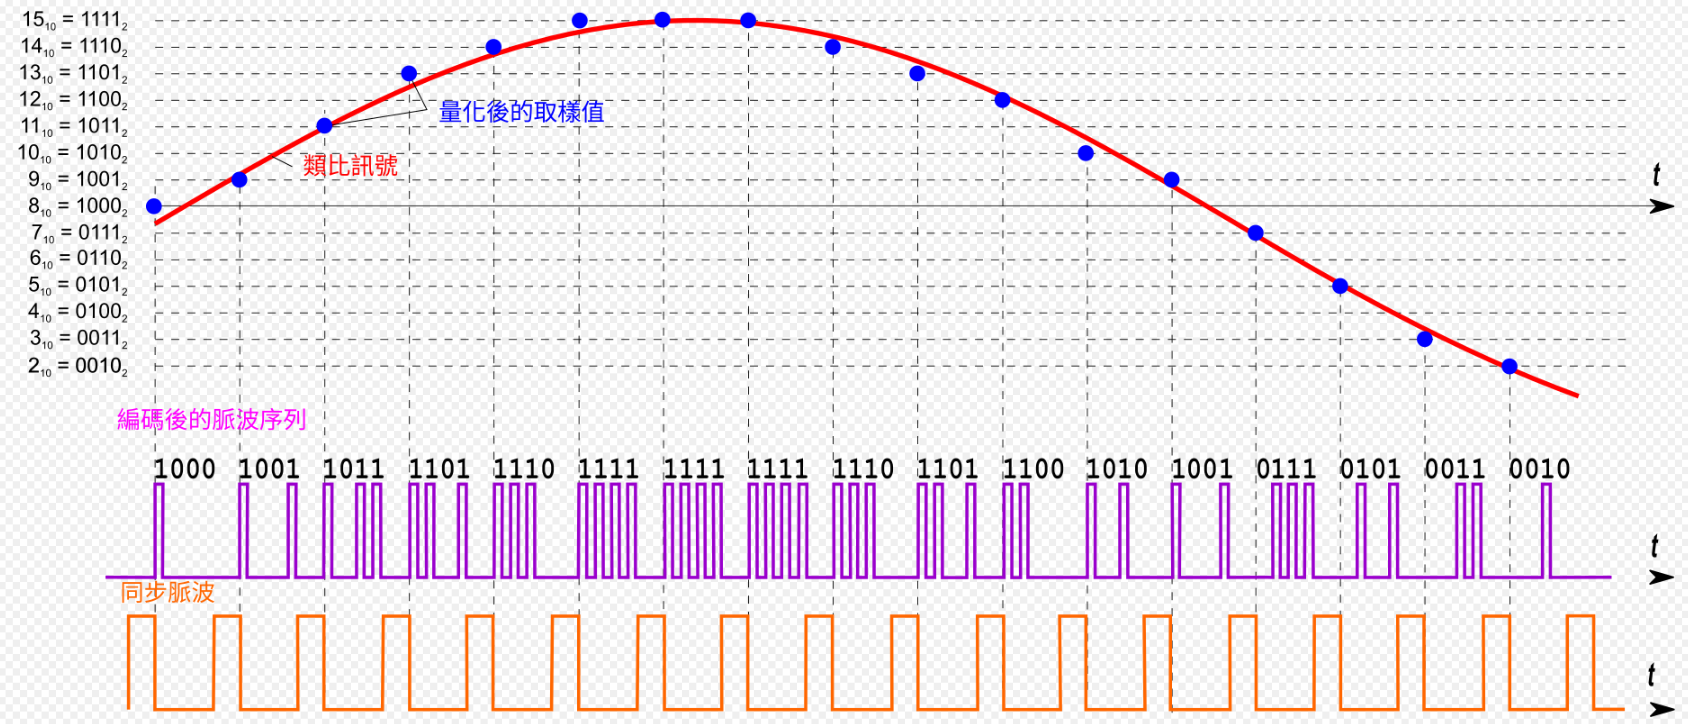 15₁₀ = 1111₂
14₁₀ = 1110₂
13₁₀ = 1101₂
12₁₀ = 1100₂
量化後的取樣值
11₁₀ = 1011₂
10₁₀ = 1010₂
類比訊號
9₁₀ = 1001₂
t
8₁₀ = 1000₂
7₁₀ = 0111₂
6₁₀ = 0110₂
5₁₀ = 0101₂
4₁₀ = 0100₂
3₁₀ = 0011₂
2₁₀ = 0010₂
編碼後的脈波序列
1000 1001 1011 1101 1110 1111 1111 1111 1110 1101 1100 1010 1001 0111 0101 0011 0010
t
同步脈波
t